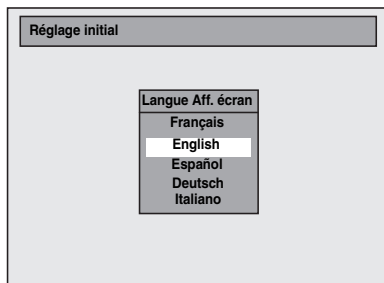 Réglage initial
Langue Aff. écran
Français
English
Español
Deutsch
Italiano